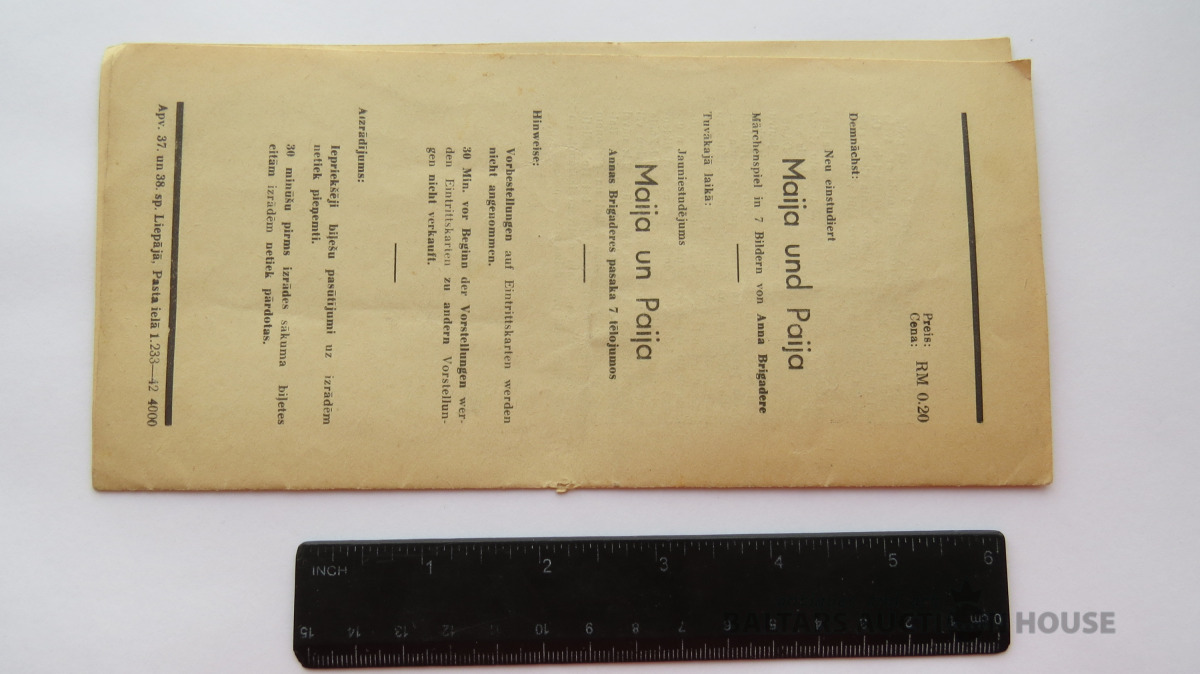 Preis: RM 0.20
Cena:
Demnächst:
Neu einstudiert
Maija und Paija
Märchenspiel in 7 Bildern von Anna Brigadere
Tuvākajā laikā:
Jauniestudējums
Maija un Paija
Annas Brigaderes pasaka 7 tēlojumos
Hinweise:
Vorbestellungen auf Eintrittskarten werden
nicht angenommen.
30 Min. vor Beginn der Vorstellungen wer-
den Eintrittskarten zu andern Vorstellun-
gen nicht verkauft.
Aizrādījums:
Iepriekšēji biļešu pasūtījumi uz izrādēm
netiek pieņemti.
30 minūšu pirms izrādes sākuma biļetes
citām izrādēm netiek pārdotas.
Apv. 37. un 38. sp. Liepājā, Pasta ielā 1.233—42 4000
INCH 1 2 3 4 5 6
15 14 13 12 11 10 9 8 7 6 5 4 3 2 1 0 cm
BALTARS AUCTION HOUSE